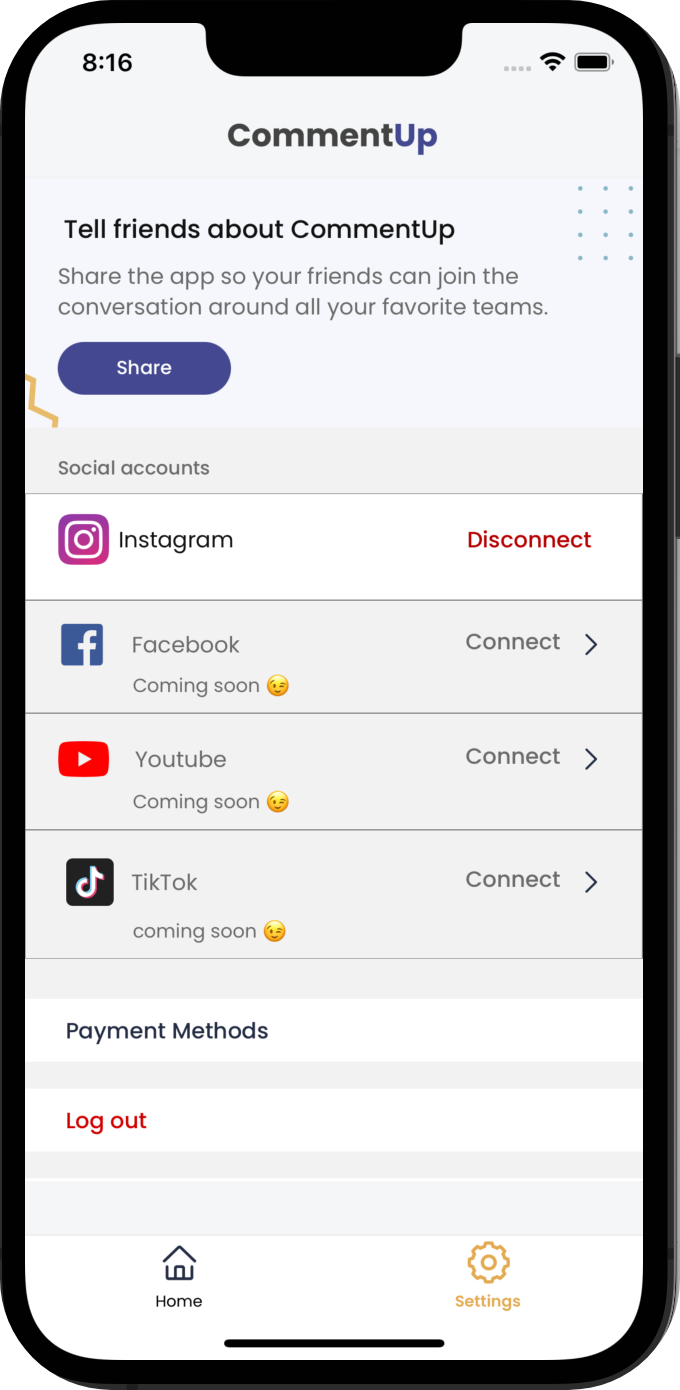 8:16
CommentUp
Tell friends about CommentUp
Share the app so your friends can join the
conversation around all your favorite teams.
Share
Social accounts
Instagram Disconnect
Facebook Connect
Coming soon 😉
Youtube Connect
Coming soon 😉
TikTok Connect
coming soon 😉
Payment Methods
Log out
Home Settings